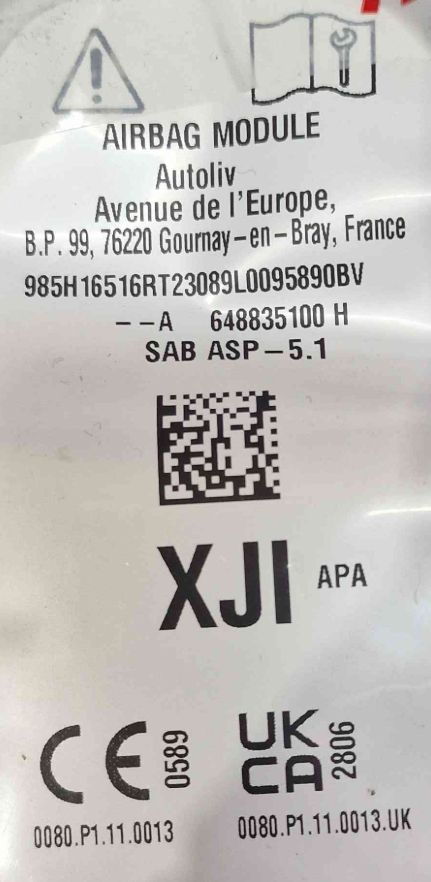 AIRBAG MODULE
Autoliv
Avenue de l'Europe,
B.P. 99, 76220 Gournay-en-Bray, France
985H16516RT23089L0095890BV
--A 648835100 H
SAB ASP-5.1
XJI APA
CE 0589
UK CA 2806
0080.P1.11.0013
0080.P1.11.0013.UK